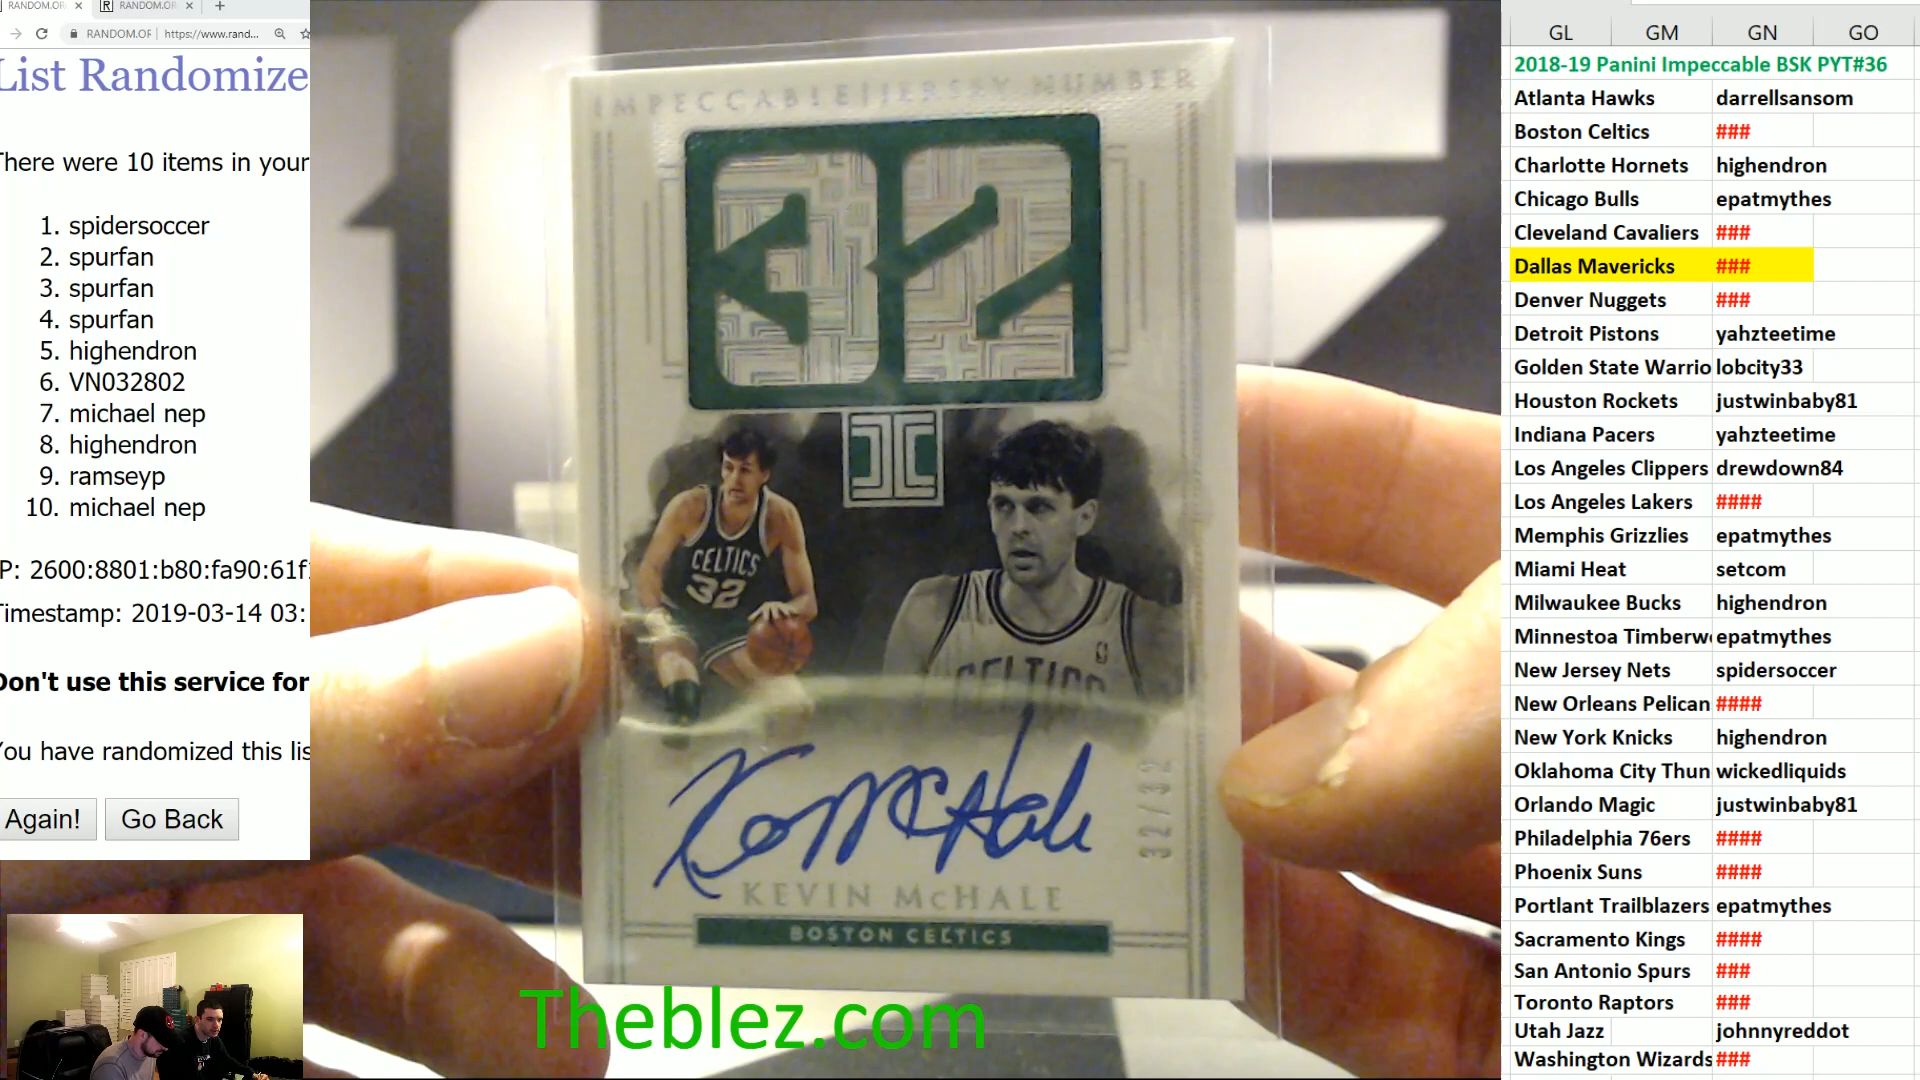 RANDOM.OR
RANDOM.OR
RANDOM.OF
https://www.rand...
List Randomize
There were 10 items in your
1. spidersoccer
2. spurfan
3. spurfan
4. spurfan
5. highendron
6. VN032802
7. michael nep
8. highendron
9. ramseyp
10. michael nep
P: 2600:8801:b80:fa90:61f
Timestamp: 2019-03-14 03:
Don't use this service for
You have randomized this lis
Again!
Go Back
IMPECCABLE | JERSEY NUMBER
32
CELTICS
32
CELTICS
Kevin McHale
32/32
KEVIN McHALE
BOSTON CELTICS
Theblez.com
GL GM GN GO
2018-19 Panini Impeccable BSK PYT#36
Atlanta Hawks darrellsansom
Boston Celtics ###
Charlotte Hornets highendron
Chicago Bulls epatmythes
Cleveland Cavaliers ###
Dallas Mavericks ###
Denver Nuggets ###
Detroit Pistons yahzteetime
Golden State Warrio lobcity33
Houston Rockets justwinbaby81
Indiana Pacers yahzteetime
Los Angeles Clippers drewdown84
Los Angeles Lakers ####
Memphis Grizzlies epatmythes
Miami Heat setcom
Milwaukee Bucks highendron
Minnestoa Timberw epatmythes
New Jersey Nets spidersoccer
New Orleans Pelican ####
New York Knicks highendron
Oklahoma City Thun wickedliquids
Orlando Magic justwinbaby81
Philadelphia 76ers ####
Phoenix Suns ####
Portlant Trailblazers epatmythes
Sacramento Kings ####
San Antonio Spurs ###
Toronto Raptors ###
Utah Jazz johnnyreddot
Washington Wizards ###